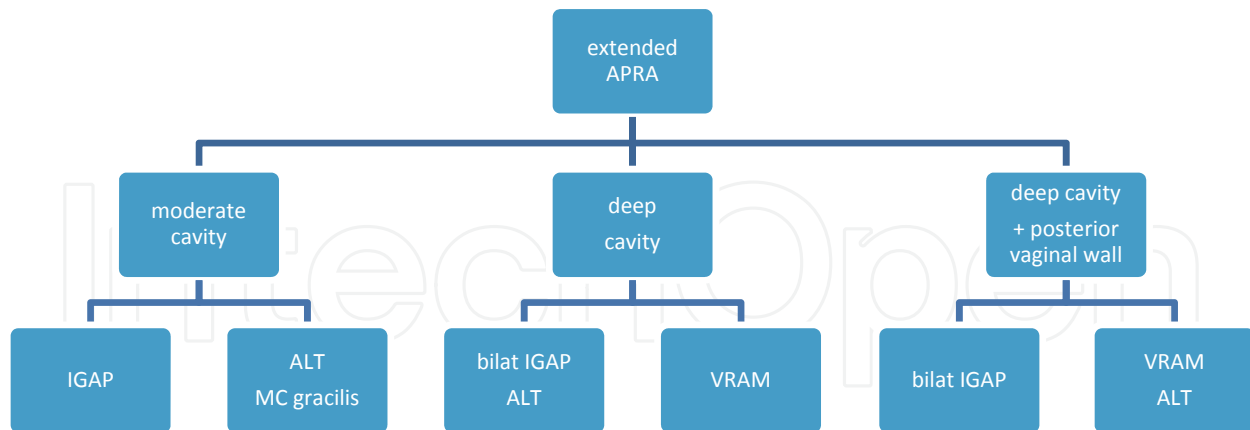 extended
APRA
moderate
cavity
deep
cavity
deep cavity
+ posterior
vaginal wall
IGAP
ALT
MC gracilis
bilat IGAP
ALT
VRAM
bilat IGAP
VRAM
ALT
IntechOpen